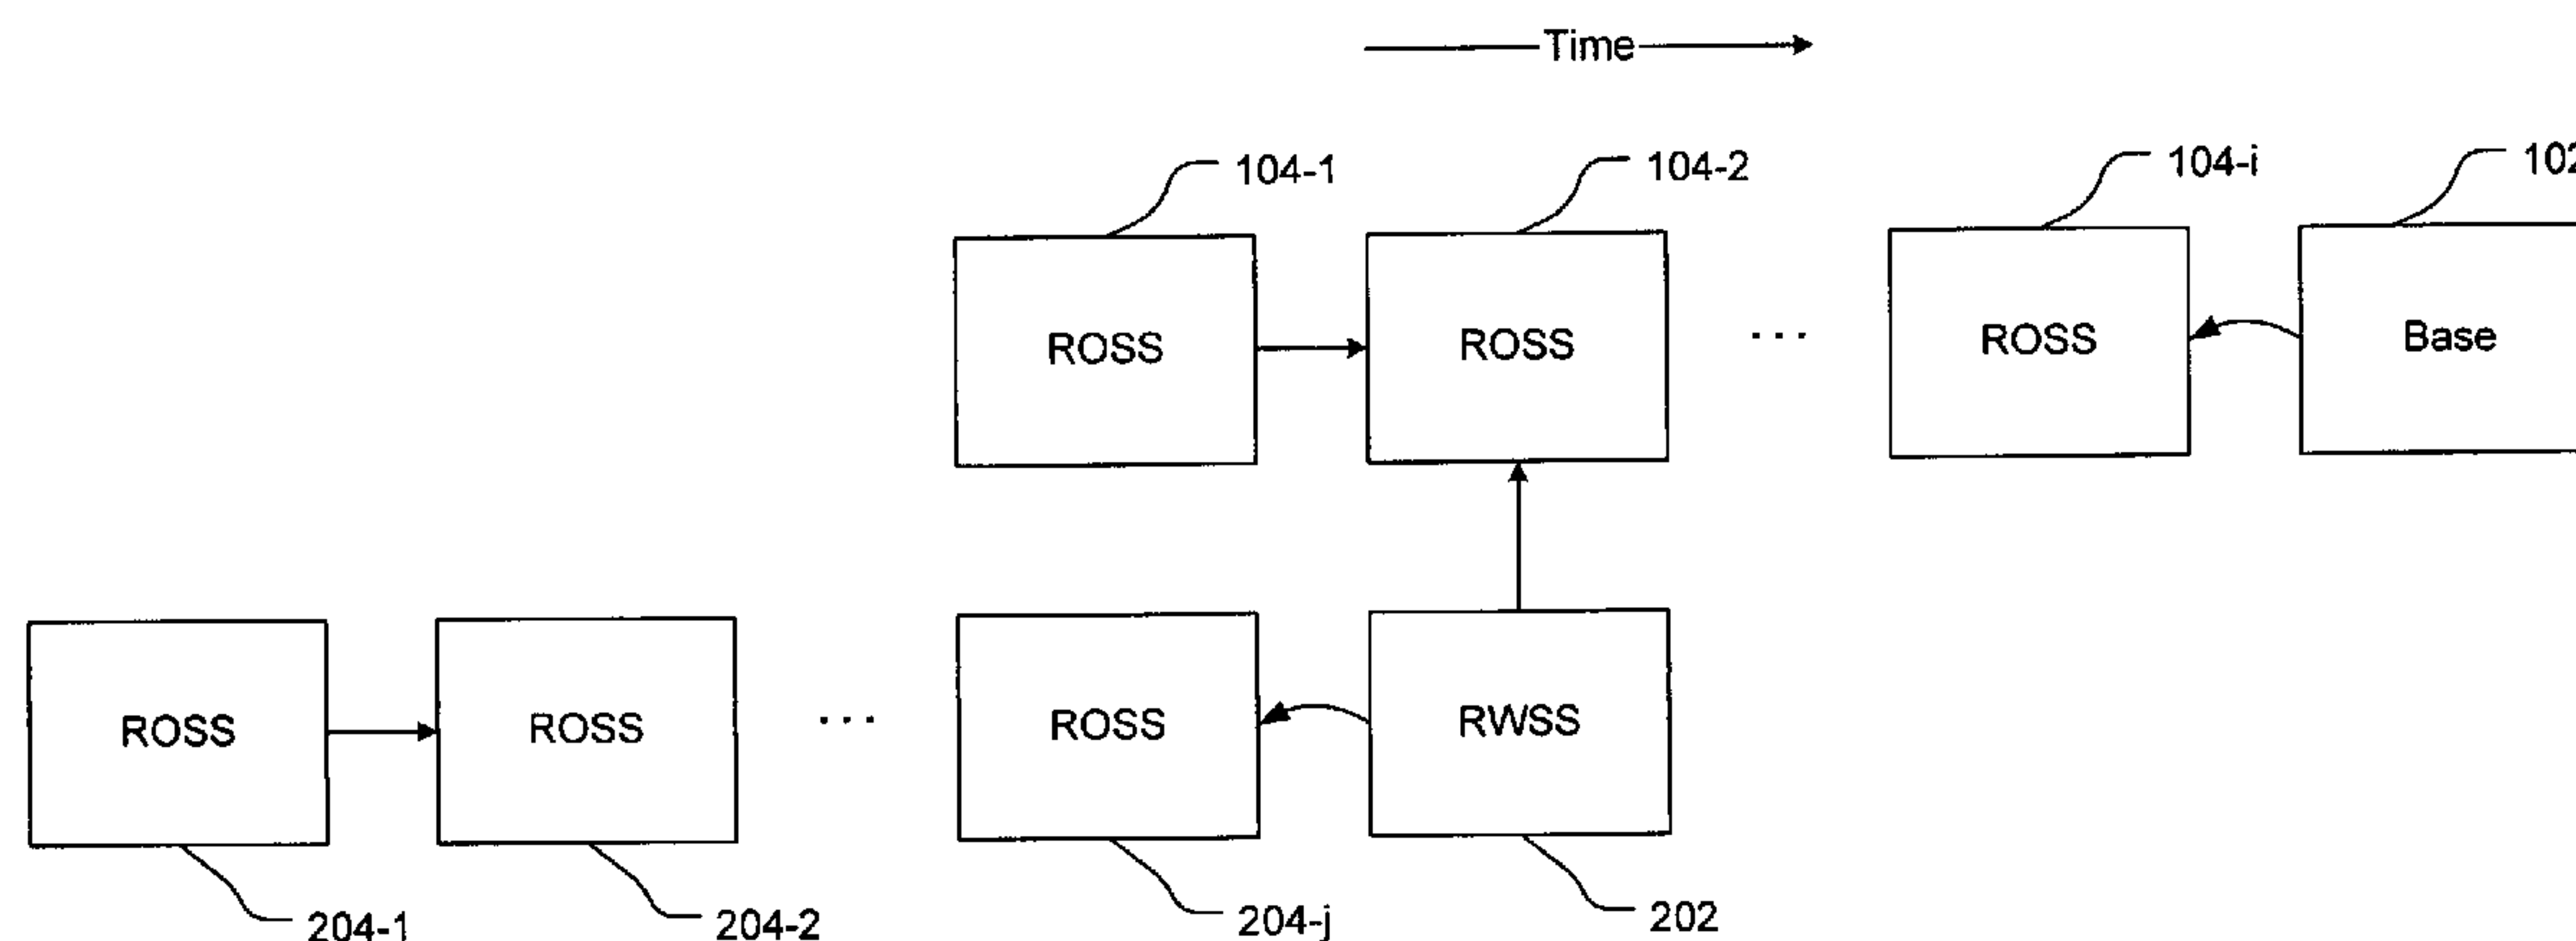 Time
104-1 104-2 104-i 102
ROSS ROSS ... ROSS Base
ROSS ROSS ... ROSS RWSS
204-1 204-2 204-j 202